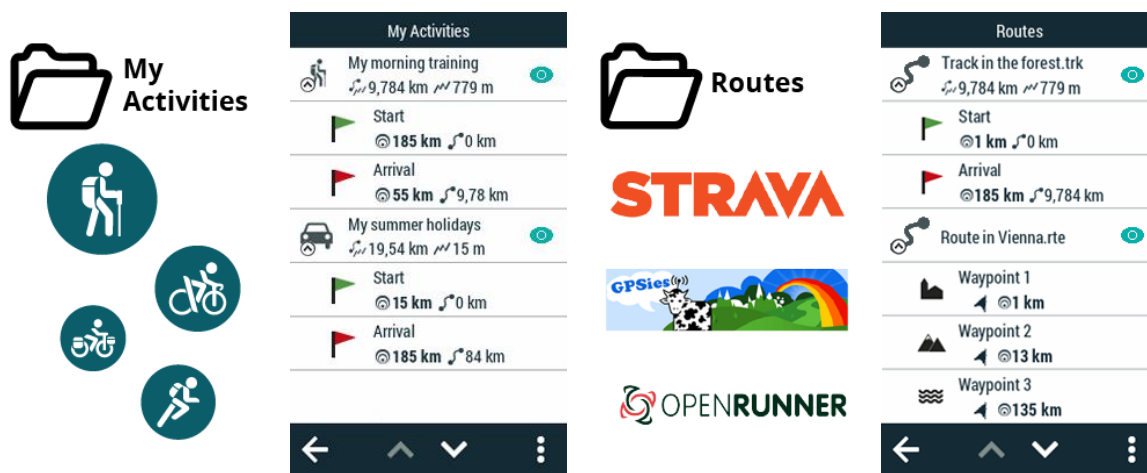 My
Activities
My Activities
My morning training
9,784 km 779 m
Start
185 km 0 km
Arrival
55 km 9,78 km
My summer holidays
19,54 km 15 m
Start
15 km 0 km
Arrival
185 km 84 km
Routes
STRAVA
GPSies
OPENRUNNER
Routes
Track in the forest.trk
9,784 km 779 m
Start
1 km 0 km
Arrival
185 km 9,784 km
Route in Vienna.rte
Waypoint 1
1 km
Waypoint 2
13 km
Waypoint 3
135 km